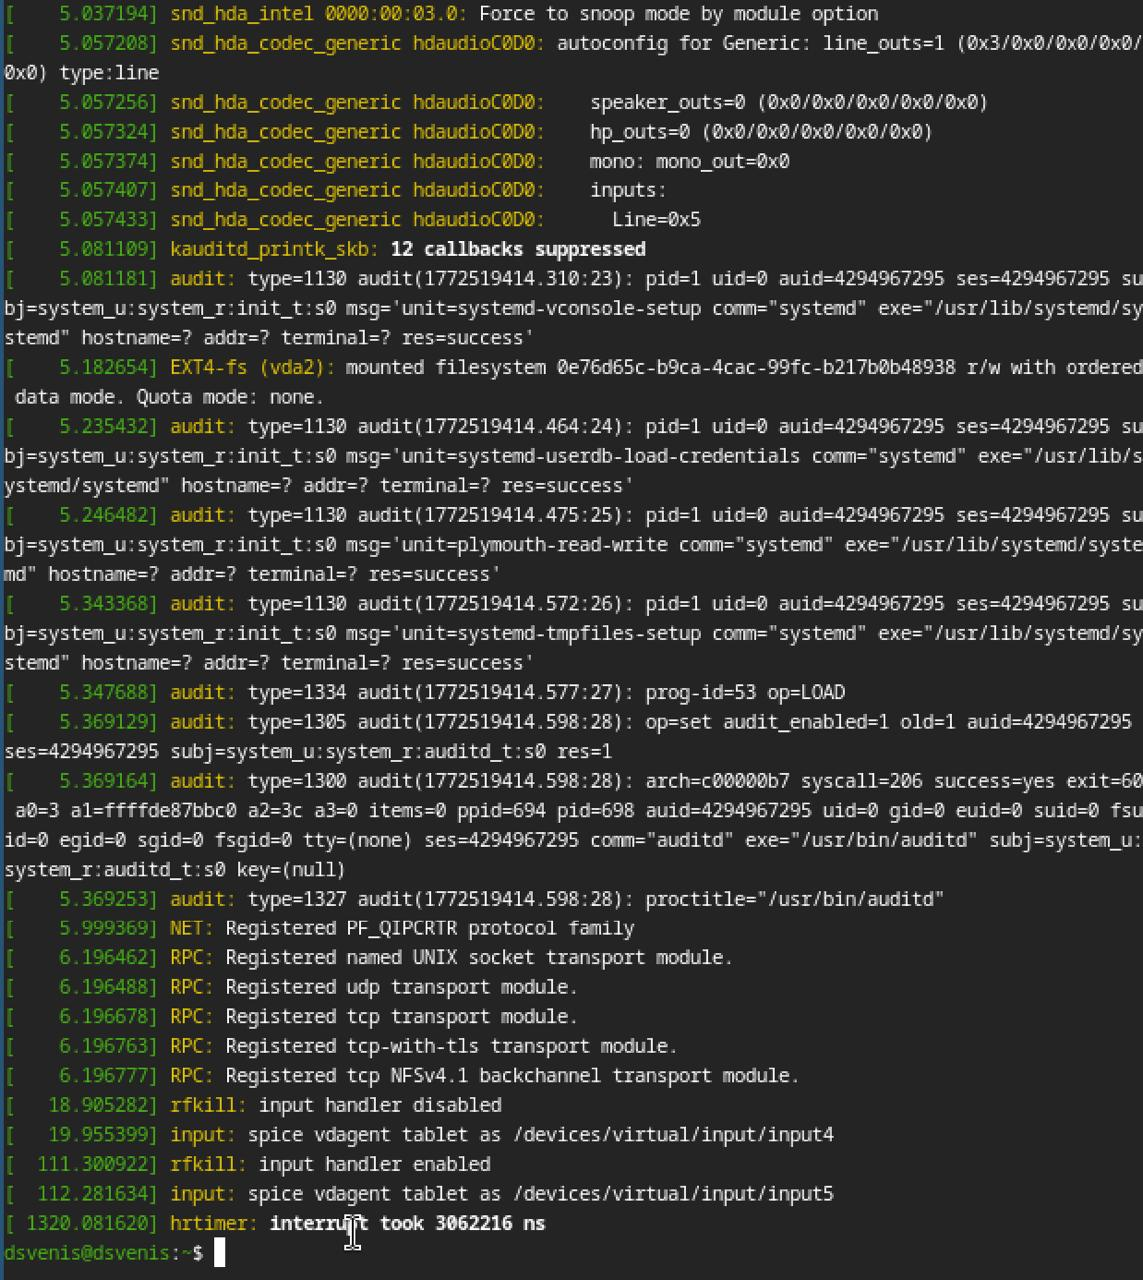 [    5.037194] snd_hda_intel 0000:00:03.0: Force to snoop mode by module option
[    5.057208] snd_hda_codec_generic hdaudioC0D0: autoconfig for Generic: line_outs=1 (0x3/0x0/0x0/0x0/
0x0) type:line
[    5.057256] snd_hda_codec_generic hdaudioC0D0:    speaker_outs=0 (0x0/0x0/0x0/0x0/0x0)
[    5.057324] snd_hda_codec_generic hdaudioC0D0:    hp_outs=0 (0x0/0x0/0x0/0x0/0x0)
[    5.057374] snd_hda_codec_generic hdaudioC0D0:    mono: mono_out=0x0
[    5.057407] snd_hda_codec_generic hdaudioC0D0:    inputs:
[    5.057433] snd_hda_codec_generic hdaudioC0D0:      Line=0x5
[    5.081109] kauditd_printk_skb: 12 callbacks suppressed
[    5.081181] audit: type=1130 audit(1772519414.310:23): pid=1 uid=0 auid=4294967295 ses=4294967295 su
bj=system_u:system_r:init_t:s0 msg='unit=systemd-vconsole-setup comm="systemd" exe="/usr/lib/systemd/sy
stemd" hostname=? addr=? terminal=? res=success'
[    5.182654] EXT4-fs (vda2): mounted filesystem 0e76d65c-b9ca-4cac-99fc-b217b0b48938 r/w with ordered
 data mode. Quota mode: none.
[    5.235432] audit: type=1130 audit(1772519414.464:24): pid=1 uid=0 auid=4294967295 ses=4294967295 su
bj=system_u:system_r:init_t:s0 msg='unit=systemd-userdb-load-credentials comm="systemd" exe="/usr/lib/s
ystemd/systemd" hostname=? addr=? terminal=? res=success'
[    5.246482] audit: type=1130 audit(1772519414.475:25): pid=1 uid=0 auid=4294967295 ses=4294967295 su
bj=system_u:system_r:init_t:s0 msg='unit=plymouth-read-write comm="systemd" exe="/usr/lib/systemd/syste
md" hostname=? addr=? terminal=? res=success'
[    5.343368] audit: type=1130 audit(1772519414.572:26): pid=1 uid=0 auid=4294967295 ses=4294967295 su
bj=system_u:system_r:init_t:s0 msg='unit=systemd-tmpfiles-setup comm="systemd" exe="/usr/lib/systemd/sy
stemd" hostname=? addr=? terminal=? res=success'
[    5.347688] audit: type=1334 audit(1772519414.577:27): prog-id=53 op=LOAD
[    5.369129] audit: type=1305 audit(1772519414.598:28): op=set audit_enabled=1 old=1 auid=4294967295
ses=4294967295 subj=system_u:system_r:auditd_t:s0 res=1
[    5.369164] audit: type=1300 audit(1772519414.598:28): arch=c00000b7 syscall=206 success=yes exit=60
 a0=3 a1=ffffde87bbc0 a2=3c a3=0 items=0 ppid=694 pid=698 auid=4294967295 uid=0 gid=0 euid=0 suid=0 fsu
id=0 egid=0 sgid=0 fsgid=0 tty=(none) ses=4294967295 comm="auditd" exe="/usr/bin/auditd" subj=system_u:
system_r:auditd_t:s0 key=(null)
[    5.369253] audit: type=1327 audit(1772519414.598:28): proctitle="/usr/bin/auditd"
[    5.999369] NET: Registered PF_QIPCRTR protocol family
[    6.196462] RPC: Registered named UNIX socket transport module.
[    6.196488] RPC: Registered udp transport module.
[    6.196678] RPC: Registered tcp transport module.
[    6.196763] RPC: Registered tcp-with-tls transport module.
[    6.196777] RPC: Registered tcp NFSv4.1 backchannel transport module.
[   18.905282] rfkill: input handler disabled
[   19.955399] input: spice vdagent tablet as /devices/virtual/input/input4
[  111.300922] rfkill: input handler enabled
[  112.281634] input: spice vdagent tablet as /devices/virtual/input/input5
[ 1320.081620] hrtimer: interrupt took 3062216 ns
dsvenis@dsvenis:~$